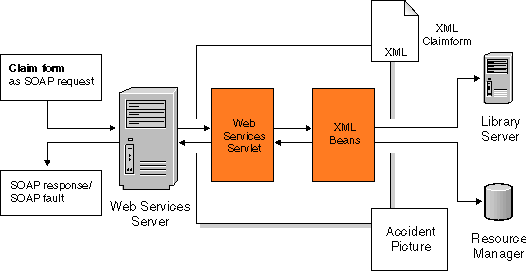 Claim form
as SOAP request
SOAP response/
SOAP fault
Web Services
Server
Web
Services
Servlet
XML
Beans
XML
XML
Claimform
Accident
Picture
Library
Server
Resource
Manager